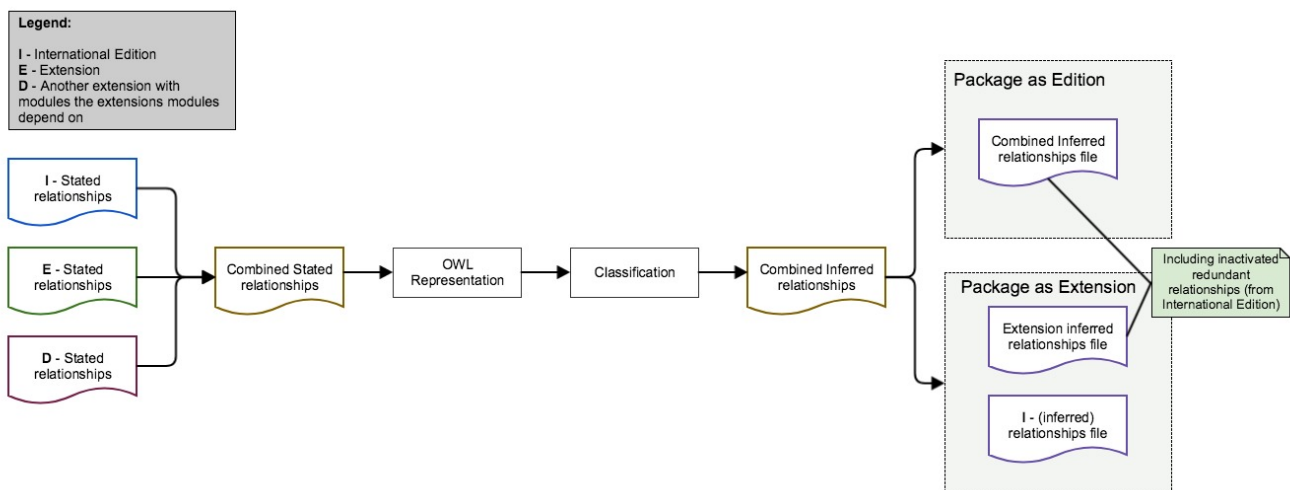 Legend:
I - International Edition
E - Extension
D - Another extension with
modules the extensions modules
depend on
I - Stated
relationships
E - Stated
relationships
D - Stated
relationships
Combined Stated
relationships
OWL
Representation
Classification
Combined Inferred
relationships
Package as Edition
Combined Inferred
relationships file
Package as Extension
Extension inferred
relationships file
I - (inferred)
relationships file
Including inactivated
redundant
relationships (from
International Edition)